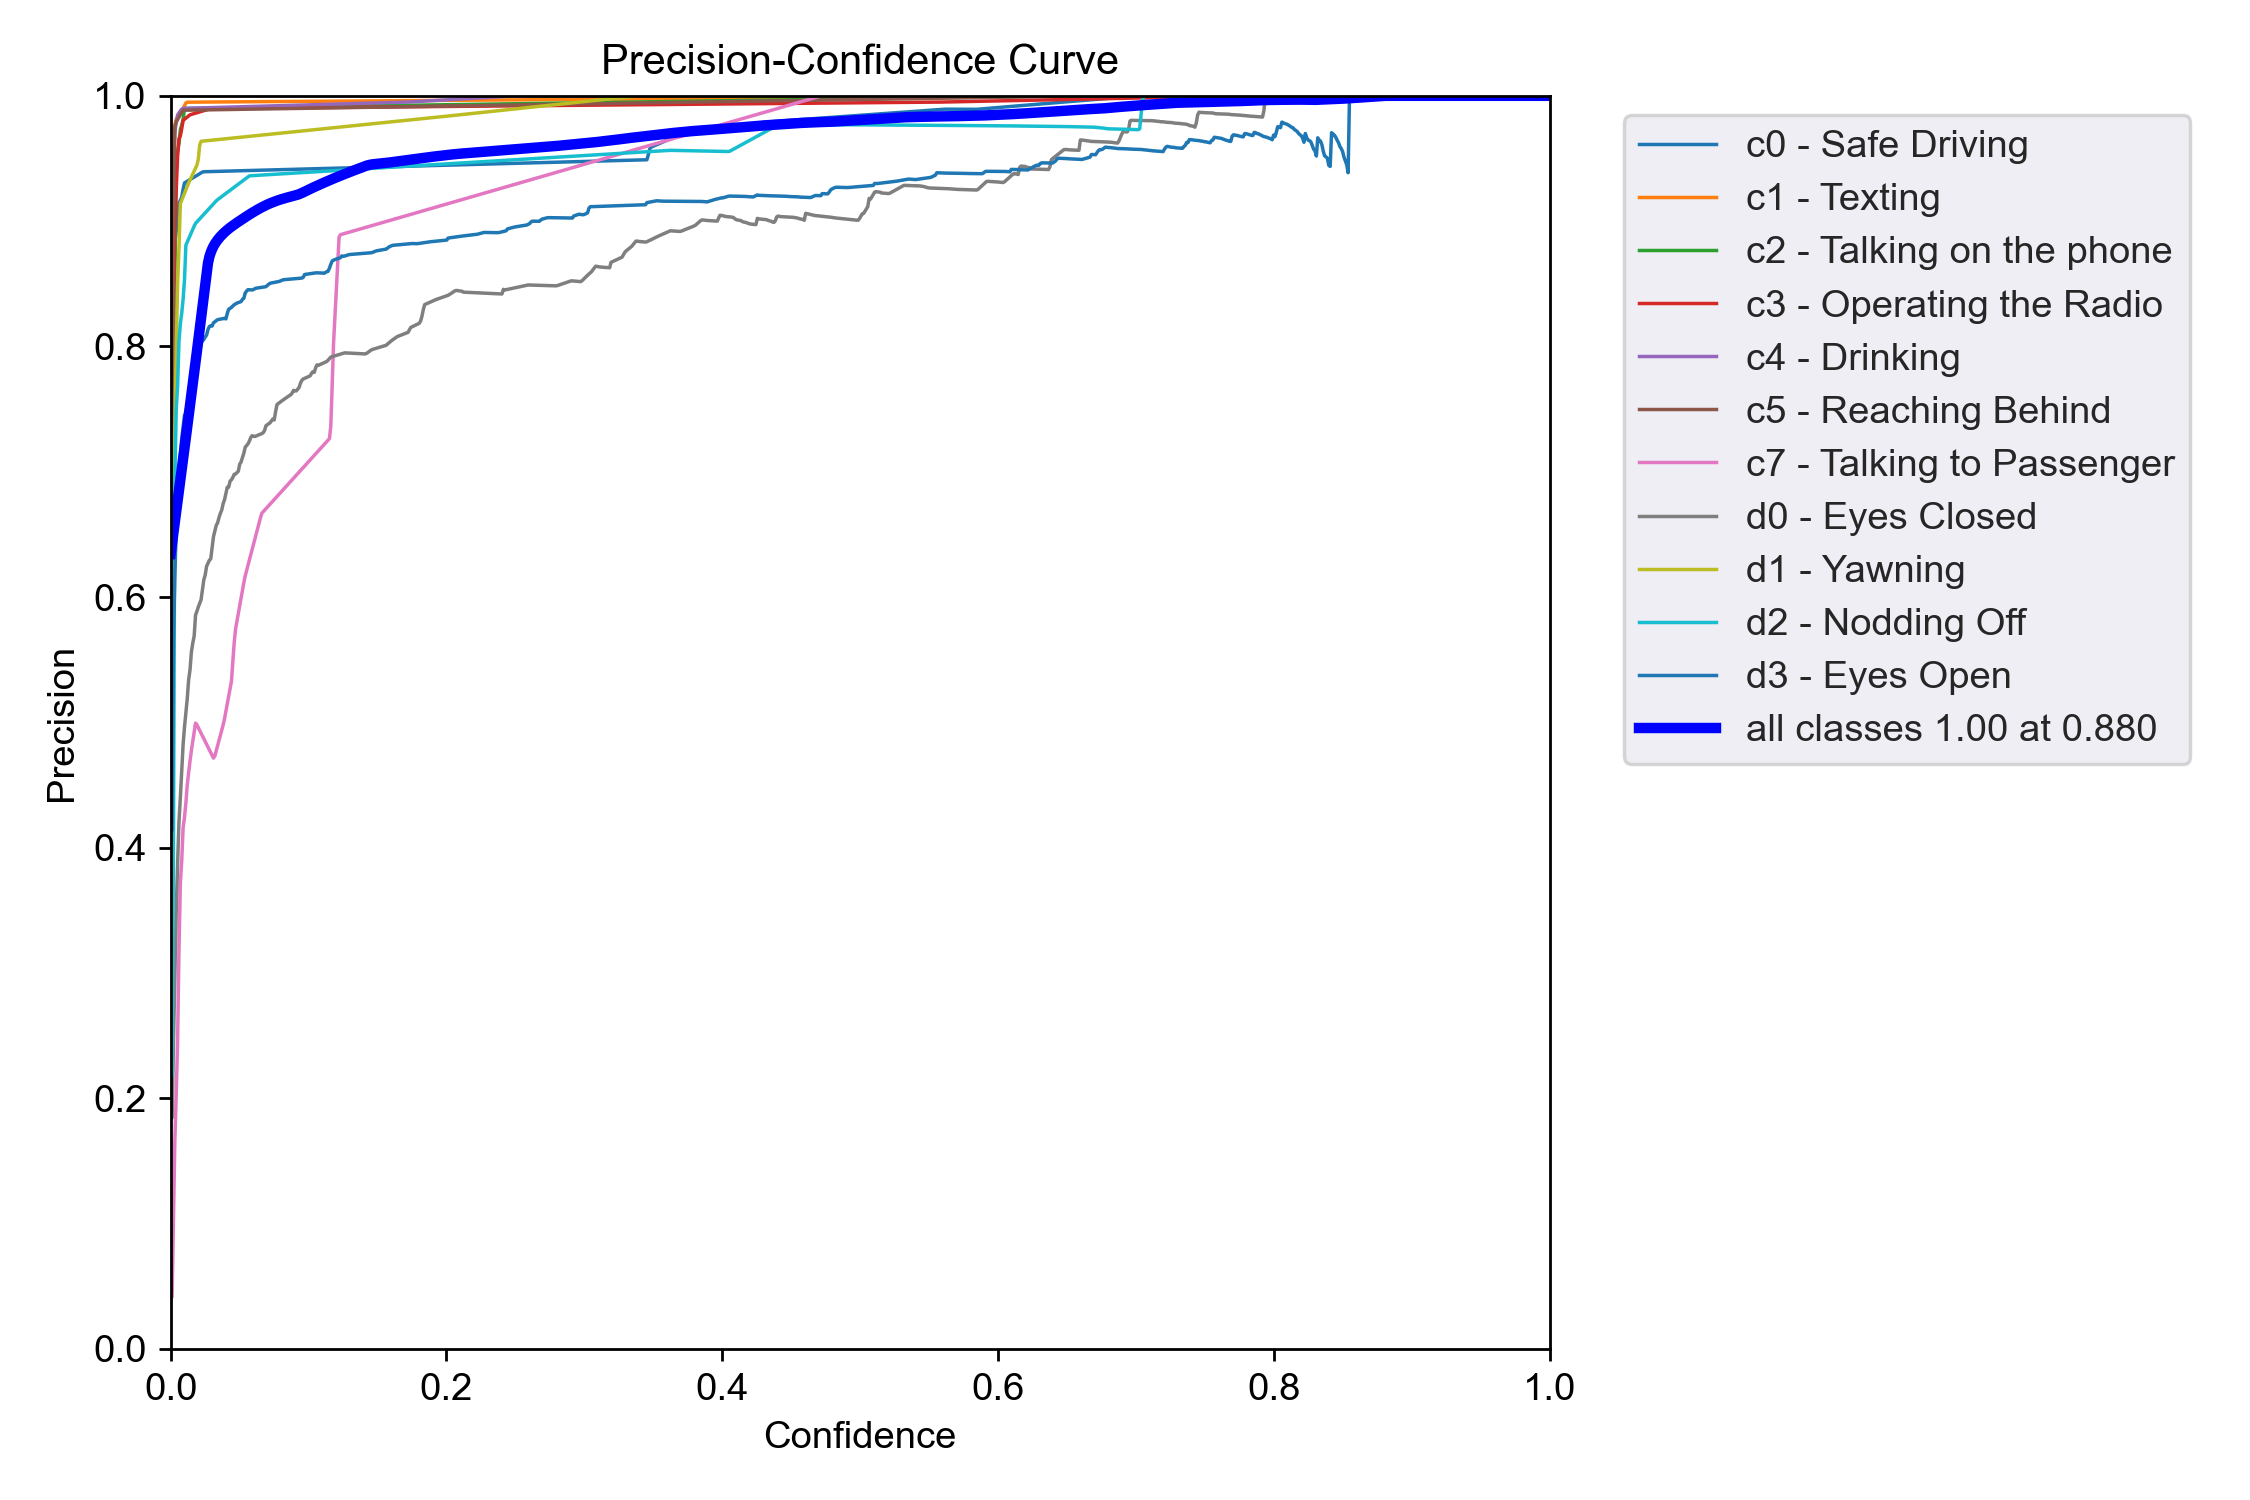 Precision-Confidence Curve
1.0
0.8
0.6
0.4
0.2
0.0
Precision
0.0 0.2 0.4 0.6 0.8 1.0
Confidence
c0 - Safe Driving
c1 - Texting
c2 - Talking on the phone
c3 - Operating the Radio
c4 - Drinking
c5 - Reaching Behind
c7 - Talking to Passenger
d0 - Eyes Closed
d1 - Yawning
d2 - Nodding Off
d3 - Eyes Open
all classes 1.00 at 0.880